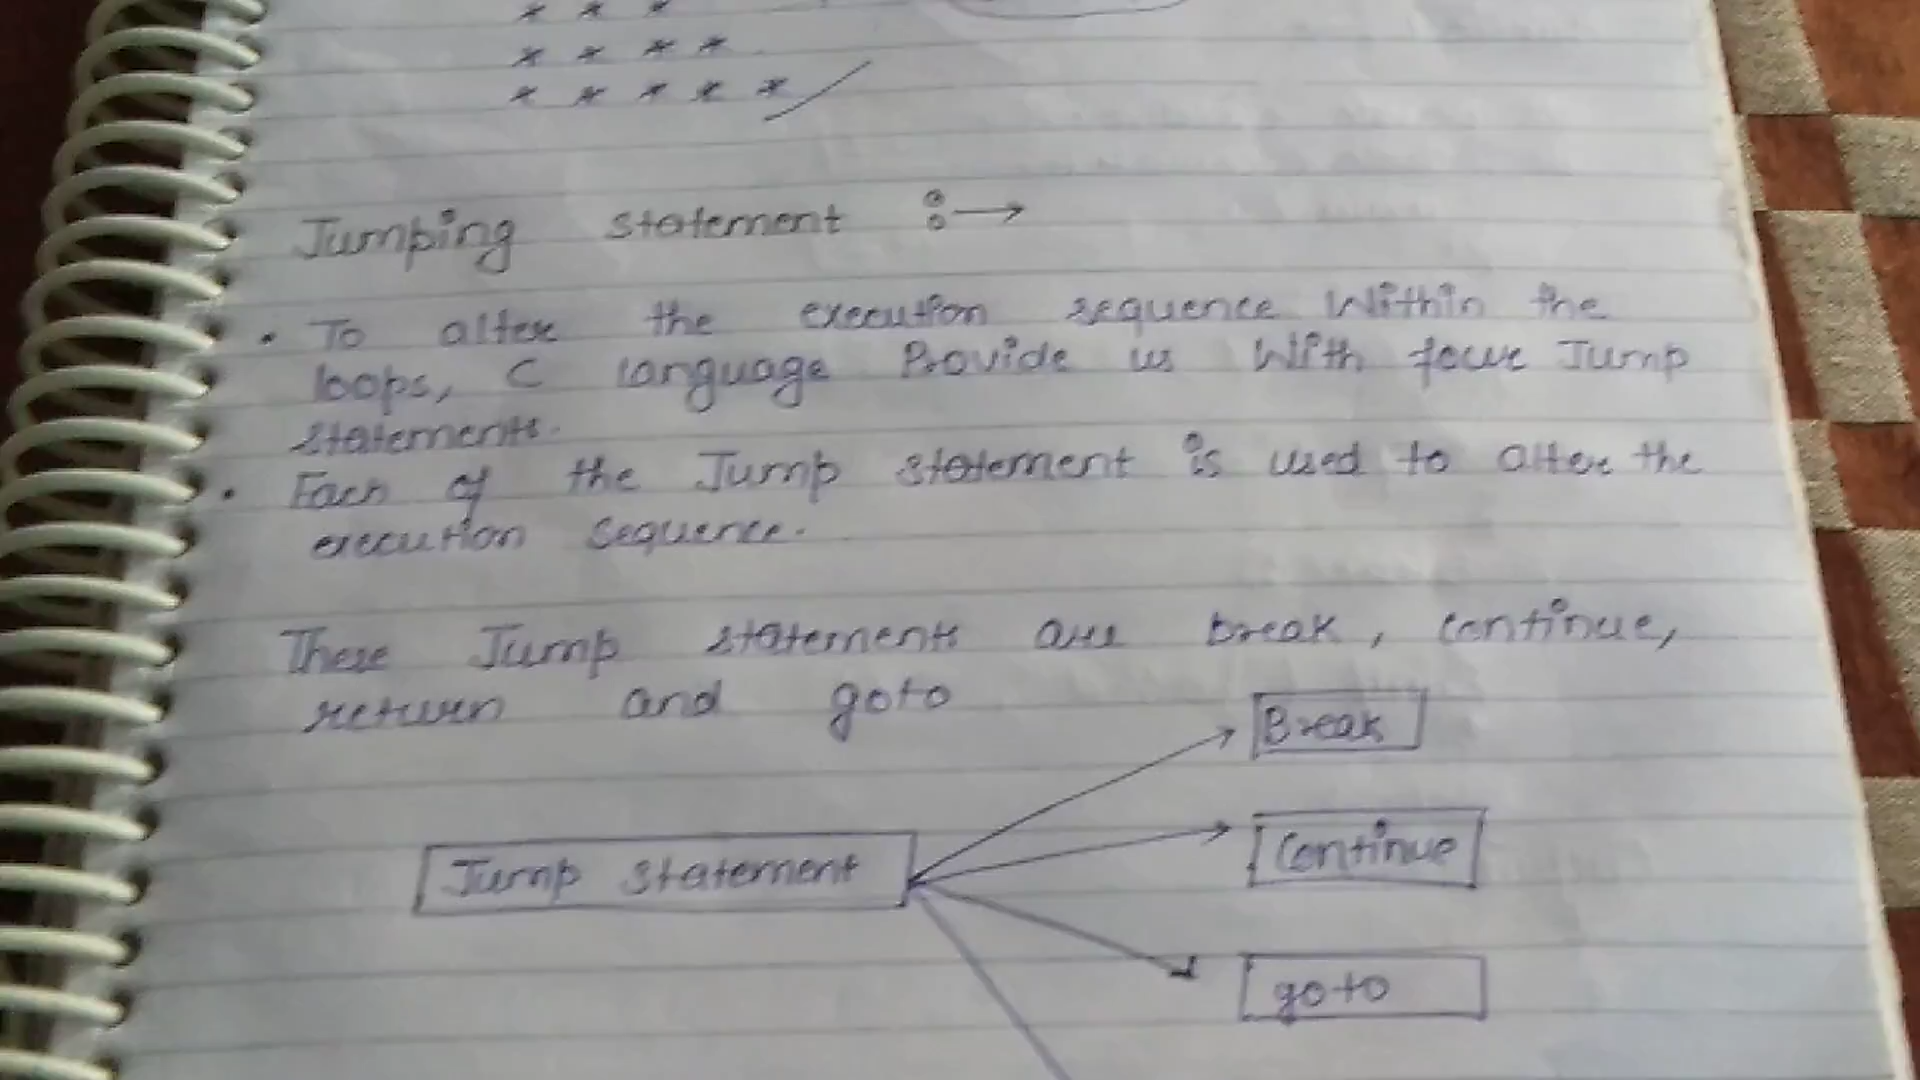 * * *
* * * *
* * * * *
Jumping statement :→
• To alter the execution sequence Within the
loops, C language Provide us With four Jump
statements.
• Each of the Jump statement is used to alter the
execution sequence.
These Jump statements are break, continue,
return and goto
Break
Continue
Jump statement
goto